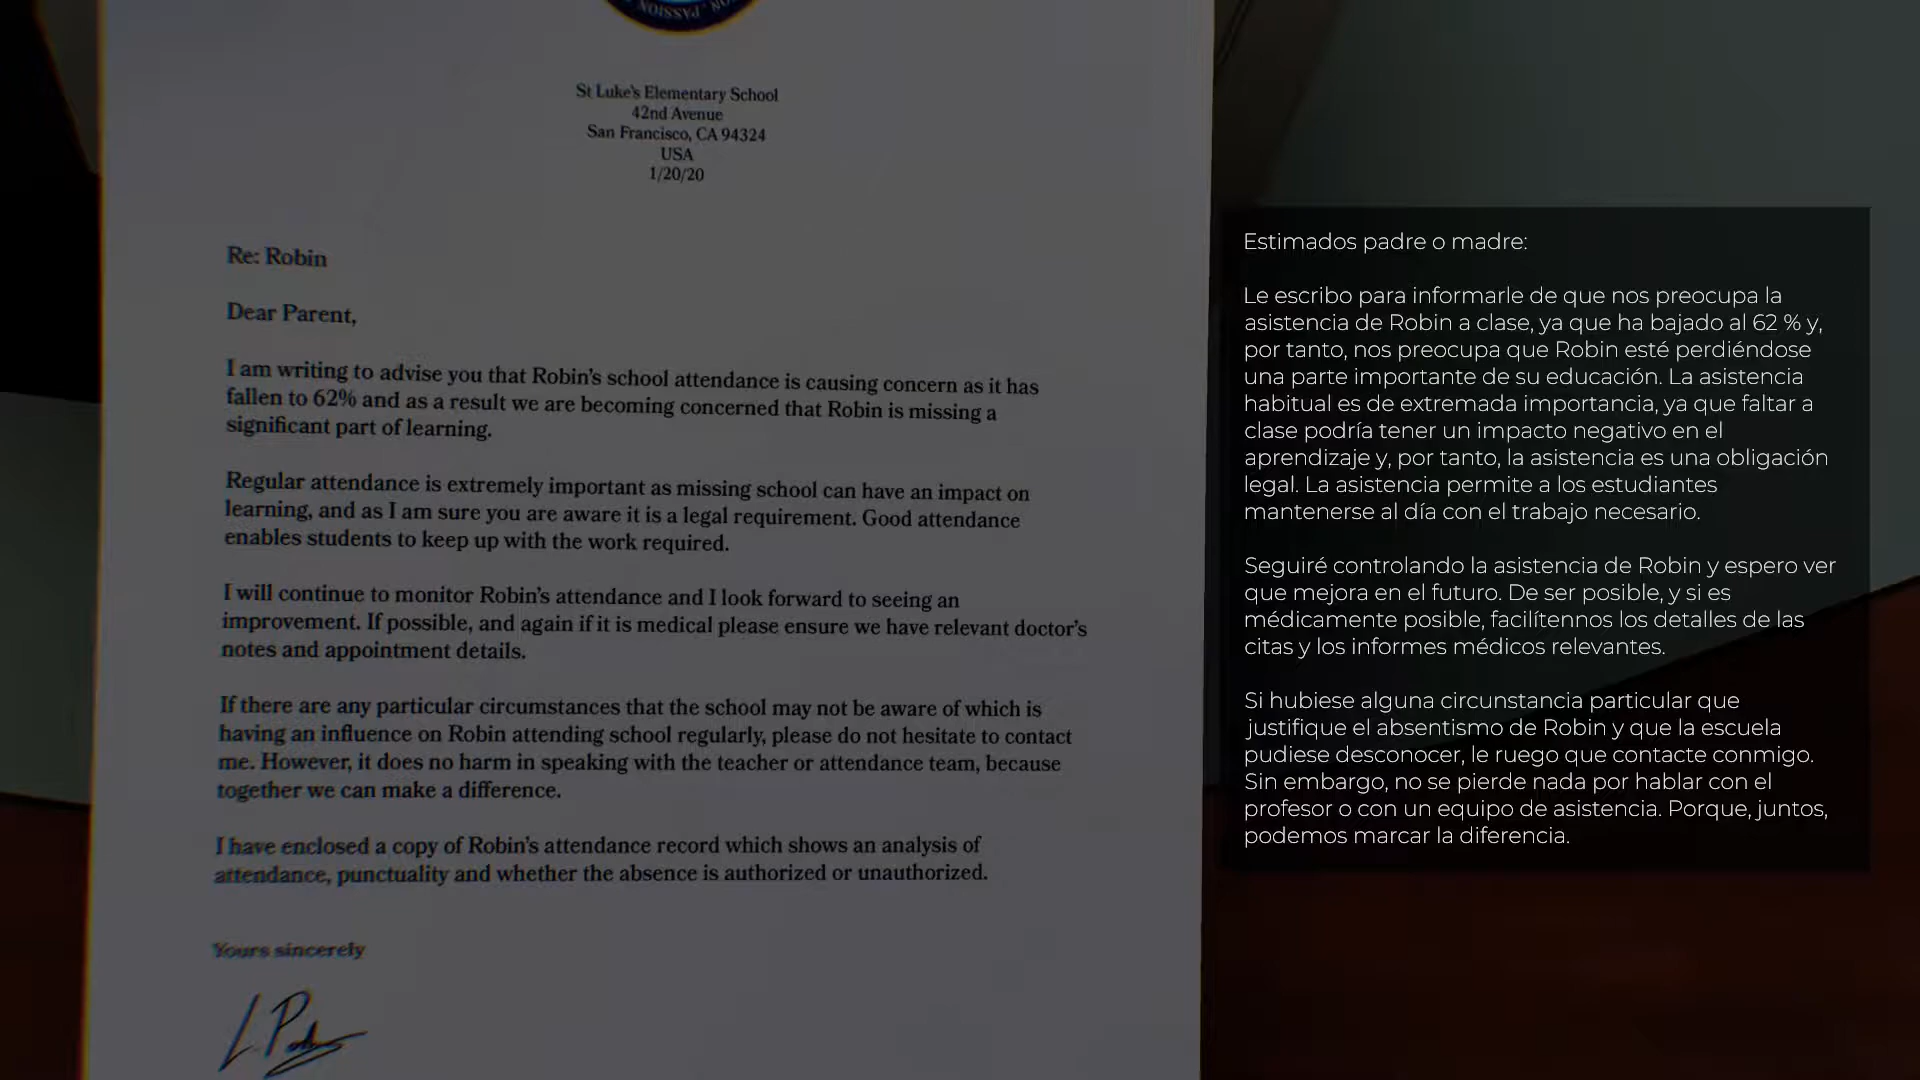 PASSION
St Luke's Elementary School
42nd Avenue
San Francisco, CA 94324
USA
1/20/20
Re: Robin
Dear Parent,
I am writing to advise you that Robin's school attendance is causing concern as it has
fallen to 62% and as a result we are becoming concerned that Robin is missing a
significant part of learning.
Regular attendance is extremely important as missing school can have an impact on
learning, and as I am sure you are aware it is a legal requirement. Good attendance
enables students to keep up with the work required.
I will continue to monitor Robin's attendance and I look forward to seeing an
improvement. If possible, and again if it is medical please ensure we have relevant doctor's
notes and appointment details.
If there are any particular circumstances that the school may not be aware of which is
having an influence on Robin attending school regularly, please do not hesitate to contact
me. However, it does no harm in speaking with the teacher or attendance team, because
together we can make a difference.
I have enclosed a copy of Robin's attendance record which shows an analysis of
attendance, punctuality and whether the absence is authorized or unauthorized.
Yours sincerely
Estimados padre o madre:
Le escribo para informarle de que nos preocupa la
asistencia de Robin a clase, ya que ha bajado al 62 % y,
por tanto, nos preocupa que Robin esté perdiéndose
una parte importante de su educación. La asistencia
habitual es de extremada importancia, ya que faltar a
clase podría tener un impacto negativo en el
aprendizaje y, por tanto, la asistencia es una obligación
legal. La asistencia permite a los estudiantes
mantenerse al día con el trabajo necesario.
Seguiré controlando la asistencia de Robin y espero ver
que mejora en el futuro. De ser posible, y si es
médicamente posible, facilítennos los detalles de las
citas y los informes médicos relevantes.
Si hubiese alguna circunstancia particular que
justifique el absentismo de Robin y que la escuela
pudiese desconocer, le ruego que contacte conmigo.
Sin embargo, no se pierde nada por hablar con el
profesor o con un equipo de asistencia. Porque, juntos,
podemos marcar la diferencia.